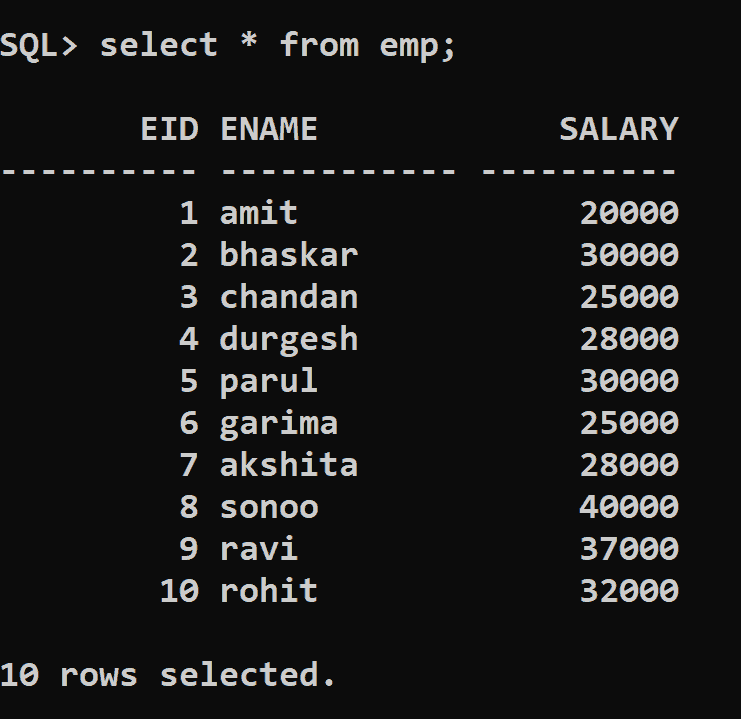 SQL> select * from emp;
EID ENAME SALARY
---------- ------------ ----------
1 amit 20000
2 bhaskar 30000
3 chandan 25000
4 durgesh 28000
5 parul 30000
6 garima 25000
7 akshita 28000
8 sonoo 40000
9 ravi 37000
10 rohit 32000
10 rows selected.